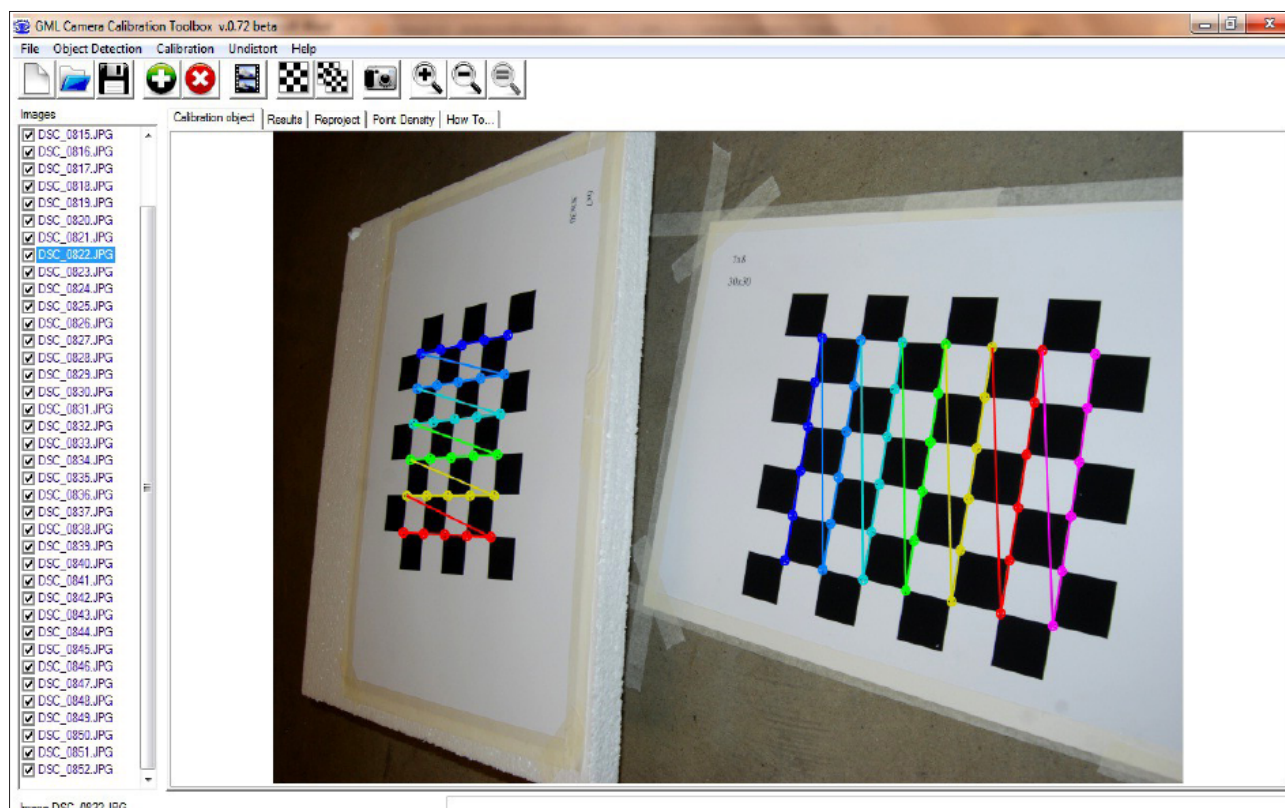 GML Camera Calibration Toolbox v.0.72 beta
File Object Detection Calibration Undistort Help
Images
Calibration object Results Reproject Point Density How To...
DSC_0815.JPG
DSC_0816.JPG
DSC_0817.JPG
DSC_0818.JPG
DSC_0819.JPG
DSC_0820.JPG
DSC_0821.JPG
DSC_0822.JPG
DSC_0823.JPG
DSC_0824.JPG
DSC_0825.JPG
DSC_0826.JPG
DSC_0827.JPG
DSC_0828.JPG
DSC_0829.JPG
DSC_0830.JPG
DSC_0831.JPG
DSC_0832.JPG
DSC_0833.JPG
DSC_0834.JPG
DSC_0835.JPG
DSC_0836.JPG
DSC_0837.JPG
DSC_0838.JPG
DSC_0839.JPG
DSC_0840.JPG
DSC_0841.JPG
DSC_0842.JPG
DSC_0843.JPG
DSC_0844.JPG
DSC_0845.JPG
DSC_0846.JPG
DSC_0847.JPG
DSC_0848.JPG
DSC_0849.JPG
DSC_0850.JPG
DSC_0851.JPG
DSC_0852.JPG
30x30
Image DSC_0822.JPG